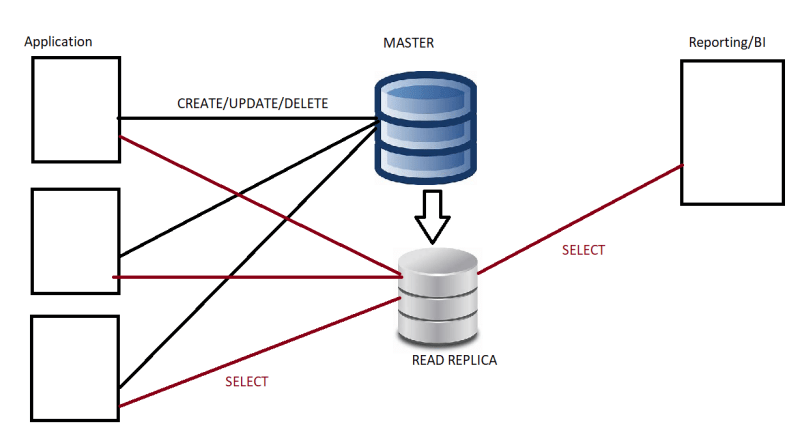 Application
MASTER
Reporting/BI
CREATE/UPDATE/DELETE
SELECT
READ REPLICA
SELECT